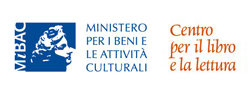 MiBAC
MINISTERO
PER I BENI E
LE ATTIVITÀ
CULTURALI
Centro
per il libro
e la lettura